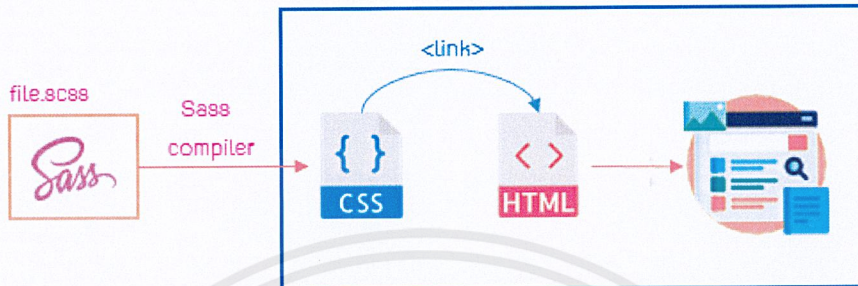 <link>
file.scss
Sass
compiler
Sass
{ }
CSS
< >
HTML